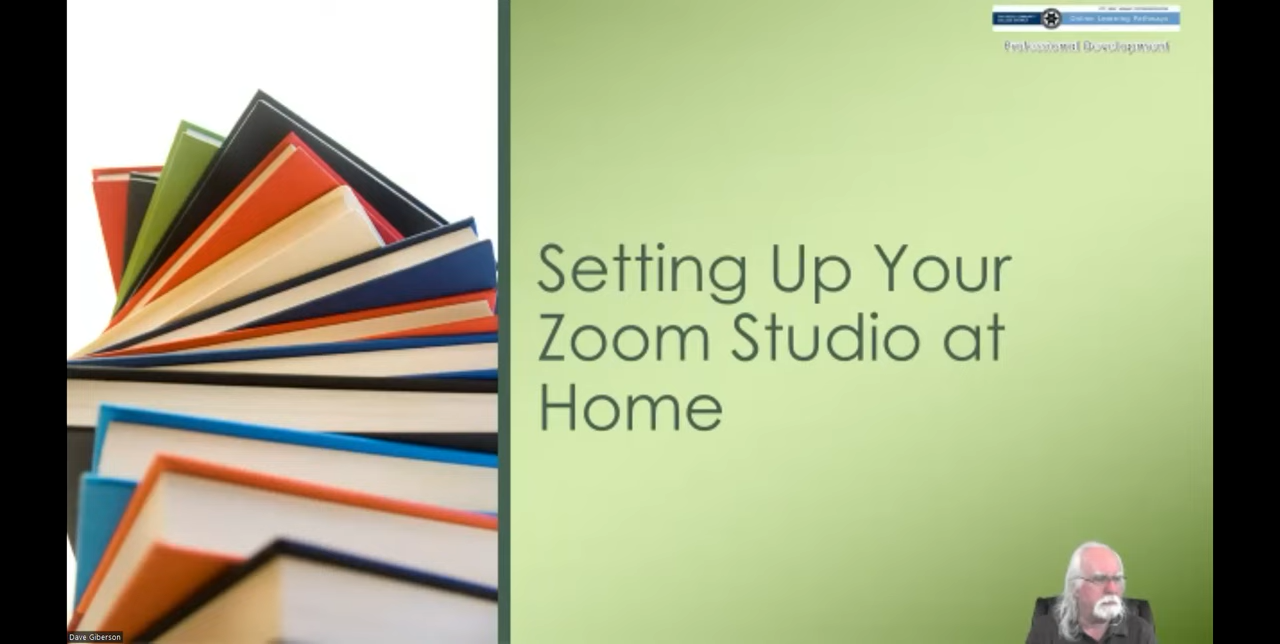 Online Learning Pathways
Professional Development
Setting Up Your
Zoom Studio at
Home
Dave Giberson